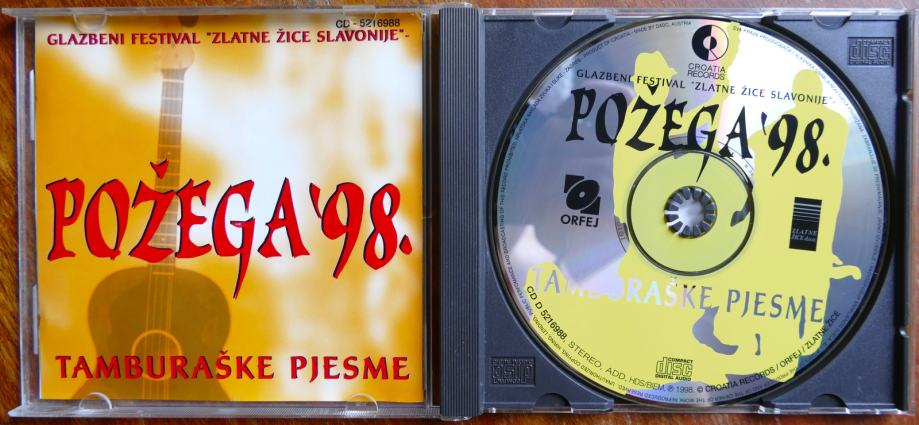 CD - 5216988
GLAZBENI FESTIVAL "ZLATNE ŽICE SLAVONIJE"-
POŽEGA '98.
TAMBURAŠKE PJESME
CROATIA
RECORDS
GLAZBENI FESTIVAL "ZLATNE ŽICE SLAVONIJE"-
POŽEGA '98.
ORFEJ
ZLATNE
ŽICE d.o.o.
TAMBURAŠKE PJESME
CD D 5216988, STEREO, ADD, HDS/BIEM, ℗ 1998. © CROATIA RECORDS / ORFEJ / ZLATNE ŽICE
COMPACT
disc
DIGITAL AUDIO